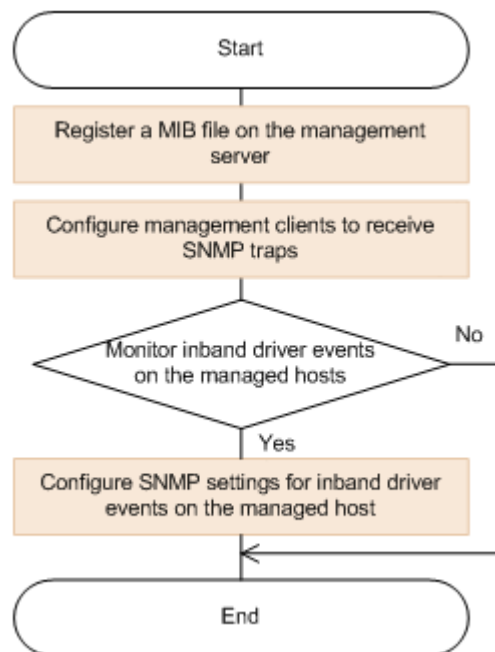 Start
Register a MIB file on the management
server
Configure management clients to receive
SNMP traps
Monitor inband driver events
on the managed hosts
No
Yes
Configure SNMP settings for inband driver
events on the managed host
End